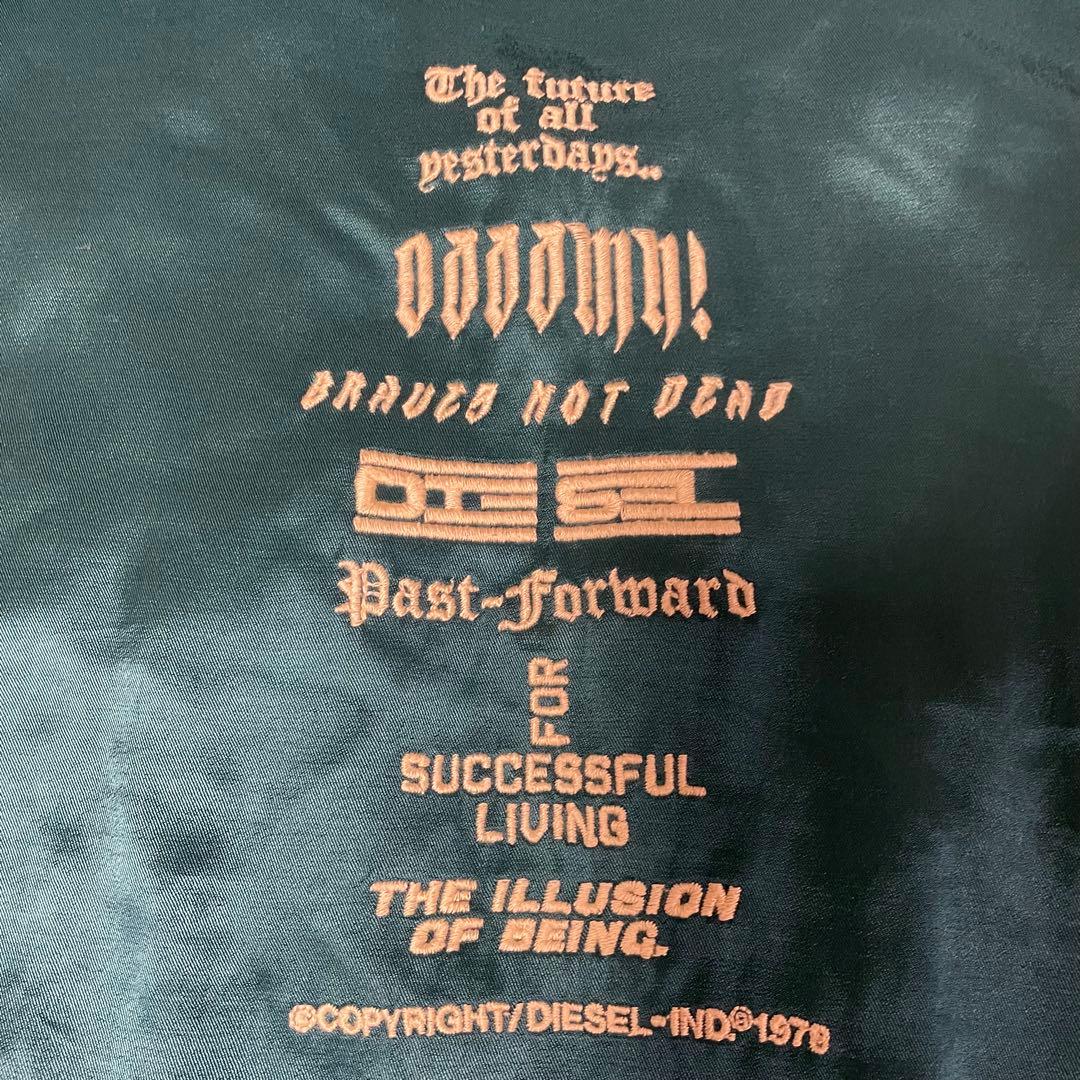 The future
of all
yesterdays..
Ddddamn!
BRAVES NOT DEAD
DIESEL
Past-Forward
FOR
SUCCESSFUL
LIVING
THE ILLUSION
OF BEING.
©COPYRIGHT/DIESEL-IND.®1978